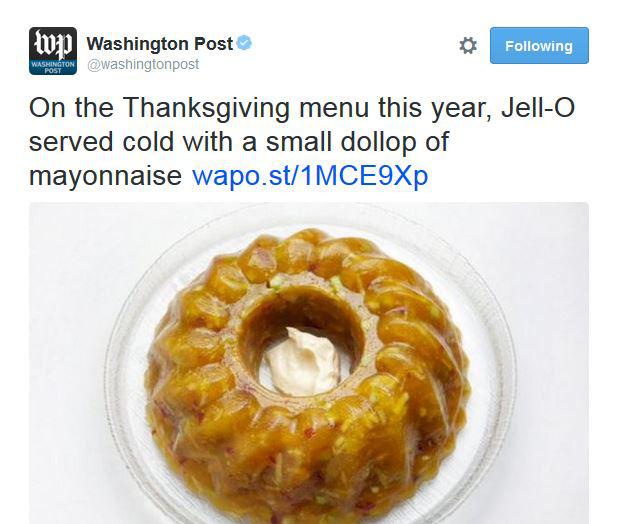 wp
WASHINGTON
POST
Washington Post
@washingtonpost
Following
On the Thanksgiving menu this year, Jell-O
served cold with a small dollop of
mayonnaise wapo.st/1MCE9Xp